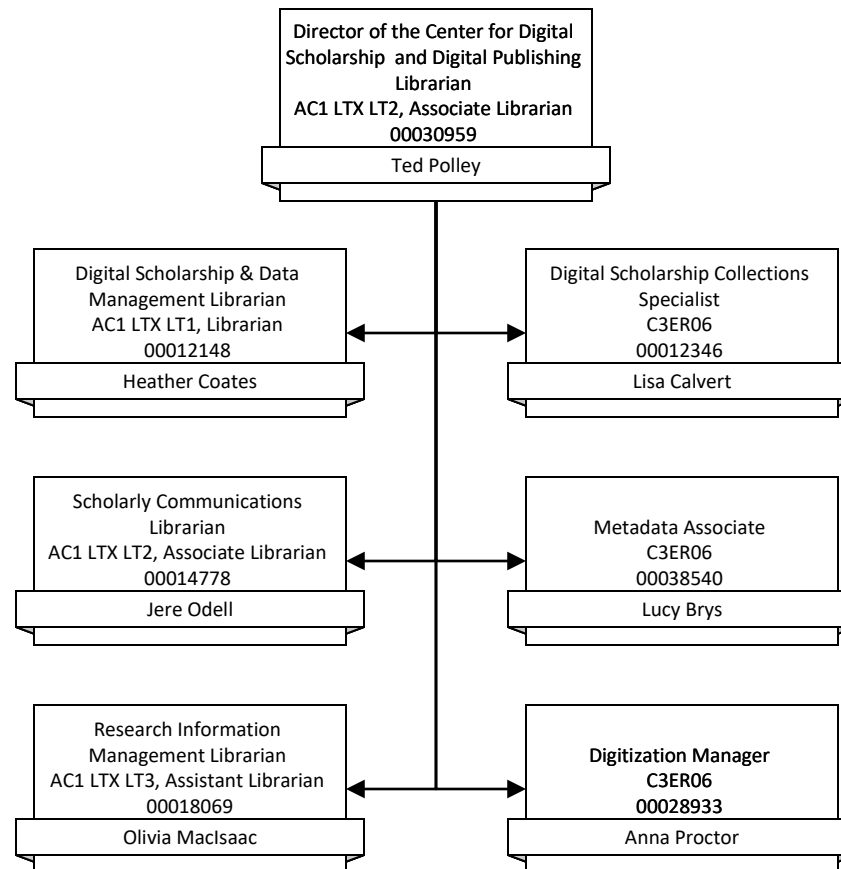 Director of the Center for Digital
Scholarship and Digital Publishing
Librarian
AC1 LTX LT2, Associate Librarian
00030959
Ted Polley
Digital Scholarship & Data
Management Librarian
AC1 LTX LT1, Librarian
00012148
Heather Coates
Digital Scholarship Collections
Specialist
C3ER06
00012346
Lisa Calvert
Scholarly Communications
Librarian
AC1 LTX LT2, Associate Librarian
00014778
Jere Odell
Metadata Associate
C3ER06
00038540
Lucy Brys
Research Information
Management Librarian
AC1 LTX LT3, Assistant Librarian
00018069
Olivia MacIsaac
Digitization Manager
C3ER06
00028933
Anna Proctor